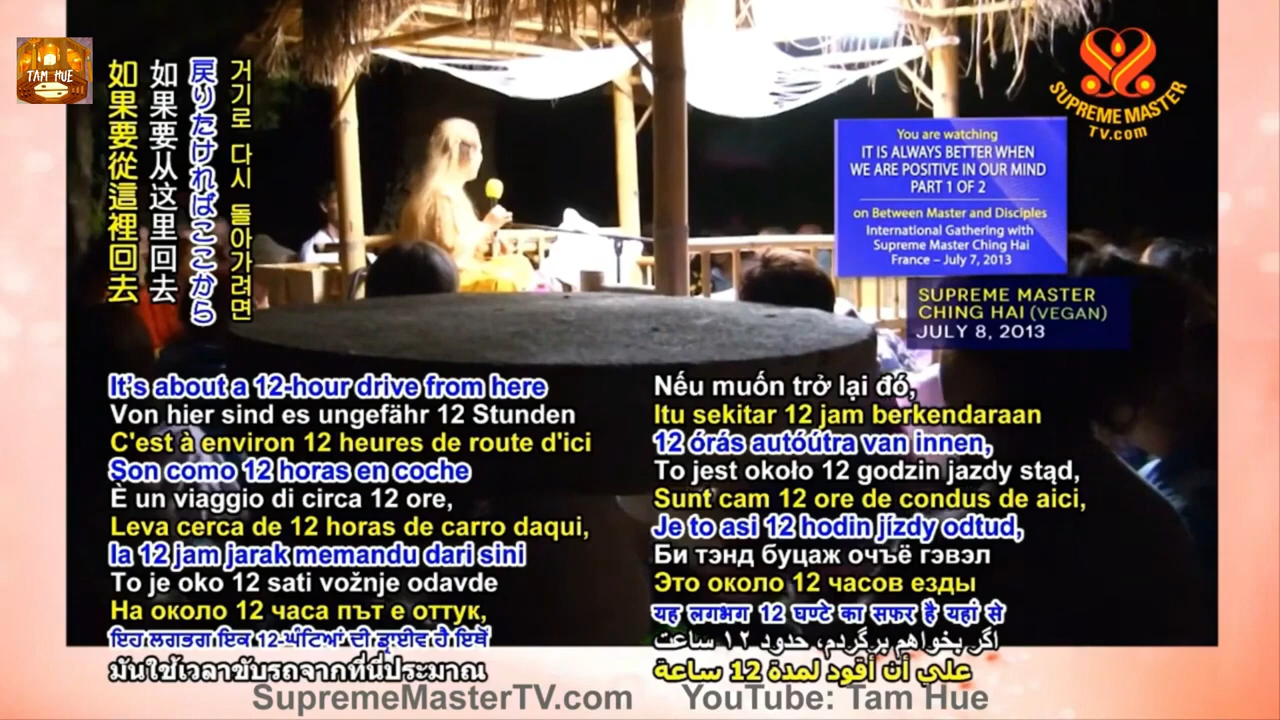 TAM HUE
如果要從這裡回去
如果要从这里回去
戻りたければここから
거기로 다시 돌아가려면
SUPREME MASTER
TV.com
You are watching
IT IS ALWAYS BETTER WHEN
WE ARE POSITIVE IN OUR MIND
PART 1 OF 2
on Between Master and Disciples
International Gathering with
Supreme Master Ching Hai
France – July 7, 2013
SUPREME MASTER
CHING HAI (VEGAN)
JULY 8, 2013
It's about a 12-hour drive from here
Von hier sind es ungefähr 12 Stunden
C'est à environ 12 heures de route d'ici
Son como 12 horas en coche
È un viaggio di circa 12 ore,
Leva cerca de 12 horas de carro daqui,
Ia 12 jam jarak memandu dari sini
To je oko 12 sati vožnje odavde
На около 12 часа път е оттук,
ਇਹ ਲਗਭਗ ਇਕ 12-ਘੰਟਿਆਂ ਦੀ ਡ੍ਰਾਈਵ ਹੈ ਇਥੋਂ
มันใช้เวลาขับรถจากที่นี่ประมาณ
Nếu muốn trở lại đó,
Itu sekitar 12 jam berkendaraan
12 órás autóútra van innen,
To jest około 12 godzin jazdy stąd,
Sunt cam 12 ore de condus de aici,
Je to asi 12 hodin jízdy odtud,
Би тэнд буцаж очъё гэвэл
Это около 12 часов езды
यह लगभग 12 घण्टे का सफर है यहां से
اگر بخواهم برگردم، حدود ۱۲ ساعت
علي أن أقود لمدة 12 ساعة
SupremeMasterTV.com YouTube: Tam Hue